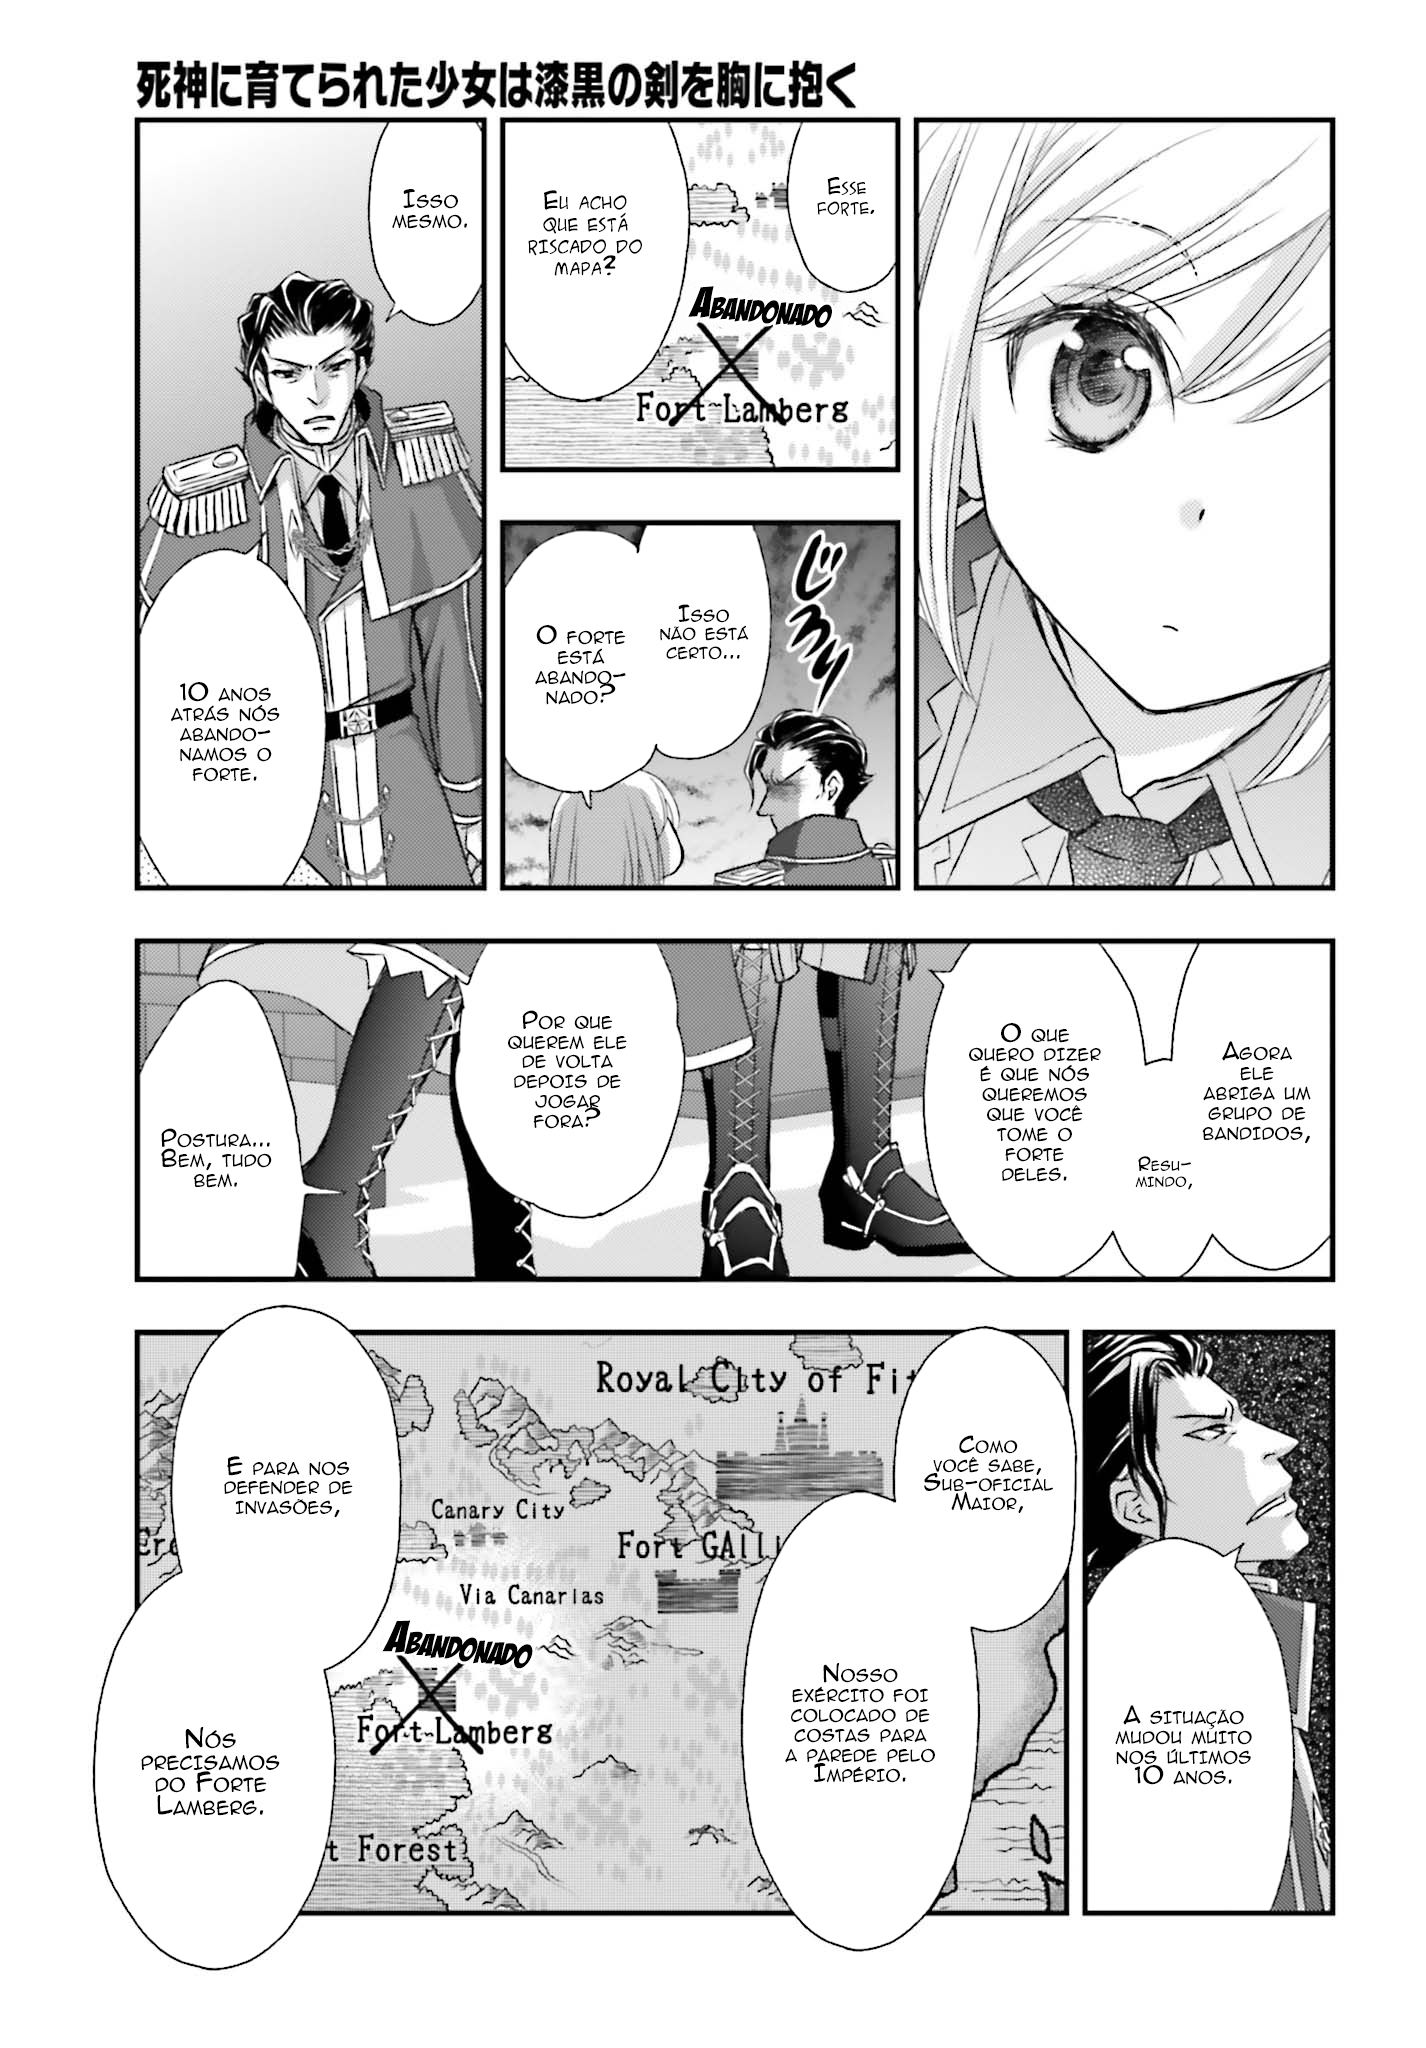 死神に育てられた少女は漆黒の剣を胸に抱く
Esse
forte.
Eu acho
que está
riscado do
mapa?
Abandonado
Fort Lamberg
Isso
mesmo.
10 anos
atrás nós
abando-
namos o
forte.
Isso
não está
certo...
O forte
está
abando-
nado?
じろり
Agora
ele
abriga um
grupo de
bandidos,
Resu-
mindo,
O que
quero dizer
é que nós
queremos
que você
tome o
forte
deles.
Por que
querem ele
de volta
depois de
jogar
fora?
Postura...
Bem, tudo
bem.
A situação
mudou muito
nos últimos
10 anos.
Como
você sabe,
Sub-oficial
Maior,
Nosso
exército foi
colocado de
costas para
a parede pelo
Império.
Royal City of Fit
Canary City
Fort GAlli
Via Canarias
Abandonado
Fort Lamberg
t Forest
E para nos
defender de
invasões,
Nós
precisamos
do Forte
Lamberg.